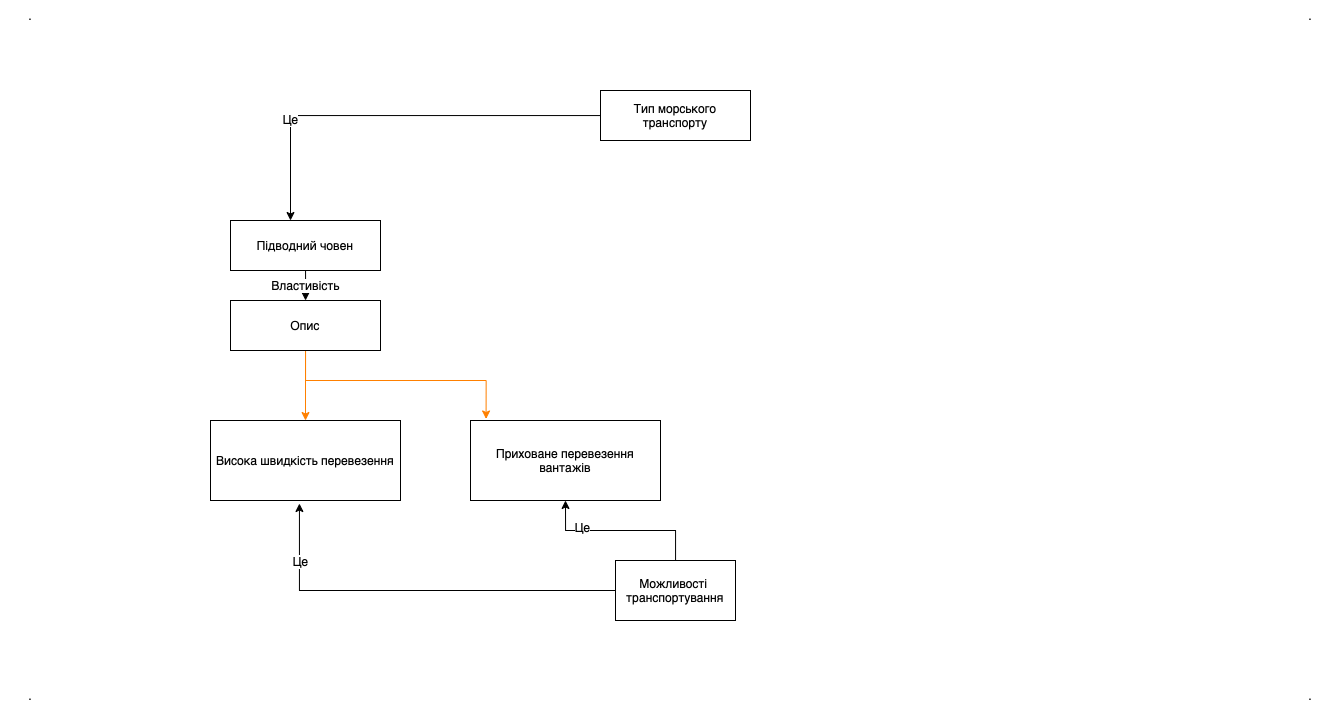 Тип морського
транспорту
Це
Підводний човен
Властивість
Опис
Висока швидкість перевезення
Приховане перевезення
вантажів
Це
Це
Можливості
транспортування